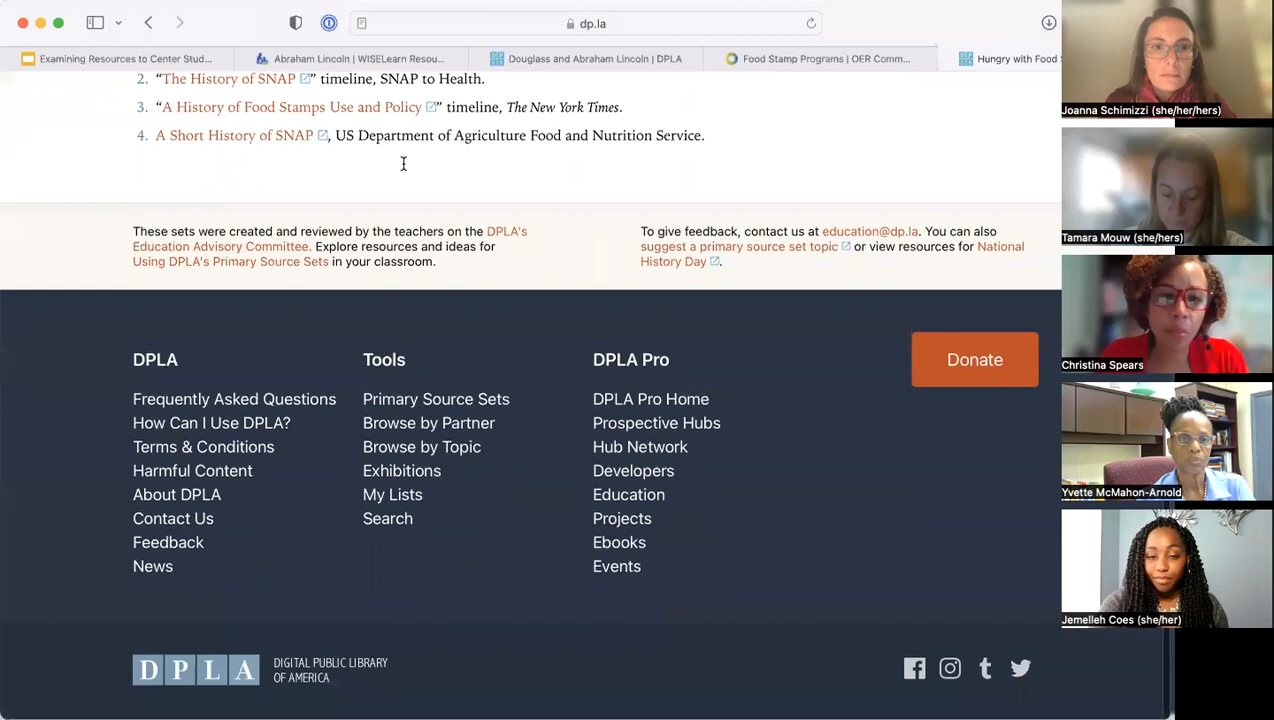 dp.la
Examining Resources to Center Stud...
Abraham Lincoln | WISELearn Resou...
Douglass and Abraham Lincoln | DPLA
Food Stamp Programs | OER Comm...
Hungry with Food S
2. “The History of SNAP” timeline, SNAP to Health.
3. “A History of Food Stamps Use and Policy” timeline, The New York Times.
4. A Short History of SNAP, US Department of Agriculture Food and Nutrition Service.
These sets were created and reviewed by the teachers on the DPLA's
Education Advisory Committee. Explore resources and ideas for
Using DPLA's Primary Source Sets in your classroom.
To give feedback, contact us at education@dp.la. You can also
suggest a primary source set topic or view resources for National
History Day.
DPLA
Frequently Asked Questions
How Can I Use DPLA?
Terms & Conditions
Harmful Content
About DPLA
Contact Us
Feedback
News
Tools
Primary Source Sets
Browse by Partner
Browse by Topic
Exhibitions
My Lists
Search
DPLA Pro
DPLA Pro Home
Prospective Hubs
Hub Network
Developers
Education
Projects
Ebooks
Events
Donate
DPLA
DIGITAL PUBLIC LIBRARY
OF AMERICA
Joanna Schimizzi (she/her/hers)
Tamara Mouw (she/hers)
Christina Spears
Yvette McMahon-Arnold
Jemelleh Coes (she/her)